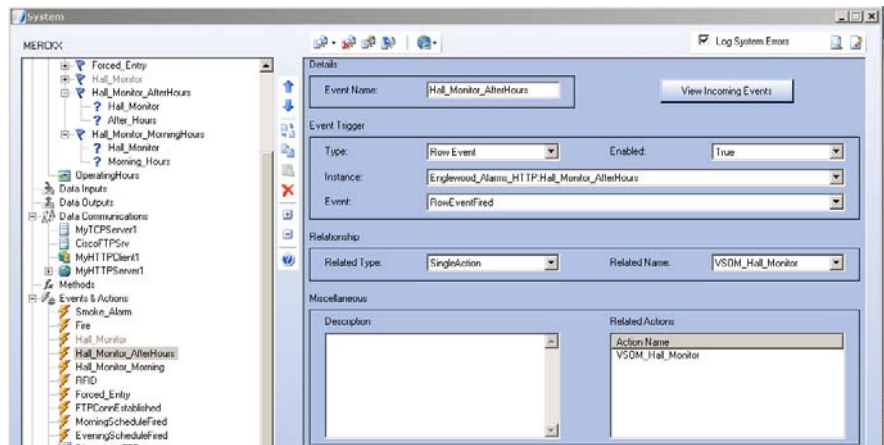 System
MERCKX
Log System Errors
Forced_Entry
Hall_Monitor
Hall_Monitor_AfterHours
Hall_Monitor
After_Hours
Hall_Monitor_MorningHours
Hall_Monitor
Morning_Hours
OperatingHours
Data Inputs
Data Outputs
Data Communications
MyTCPServer1
CiscoFTPSrv
MyHTTPClient1
MyHTTPServer1
Methods
Events & Actions
Smoke_Alarm
Fire
Hall_Monitor
Hall_Monitor_AfterHours
Hall_Monitor_Morning
RFID
Forced_Entry
FTPConnEstablished
MorningScheduleFired
EveningScheduleFired
Details
Event Name: Hall_Monitor_AfterHours
View Incoming Events
Event Trigger
Type: Row Event Enabled: True
Instance: Englewood_Alarms_HTTP.Hall_Monitor_AfterHours
Event: RowEventFired
Relationship
Related Type: SingleAction Related Name: VSOM_Hall_Monitor
Miscellaneous
Description
Related Actions
Action Name
VSOM_Hall_Monitor